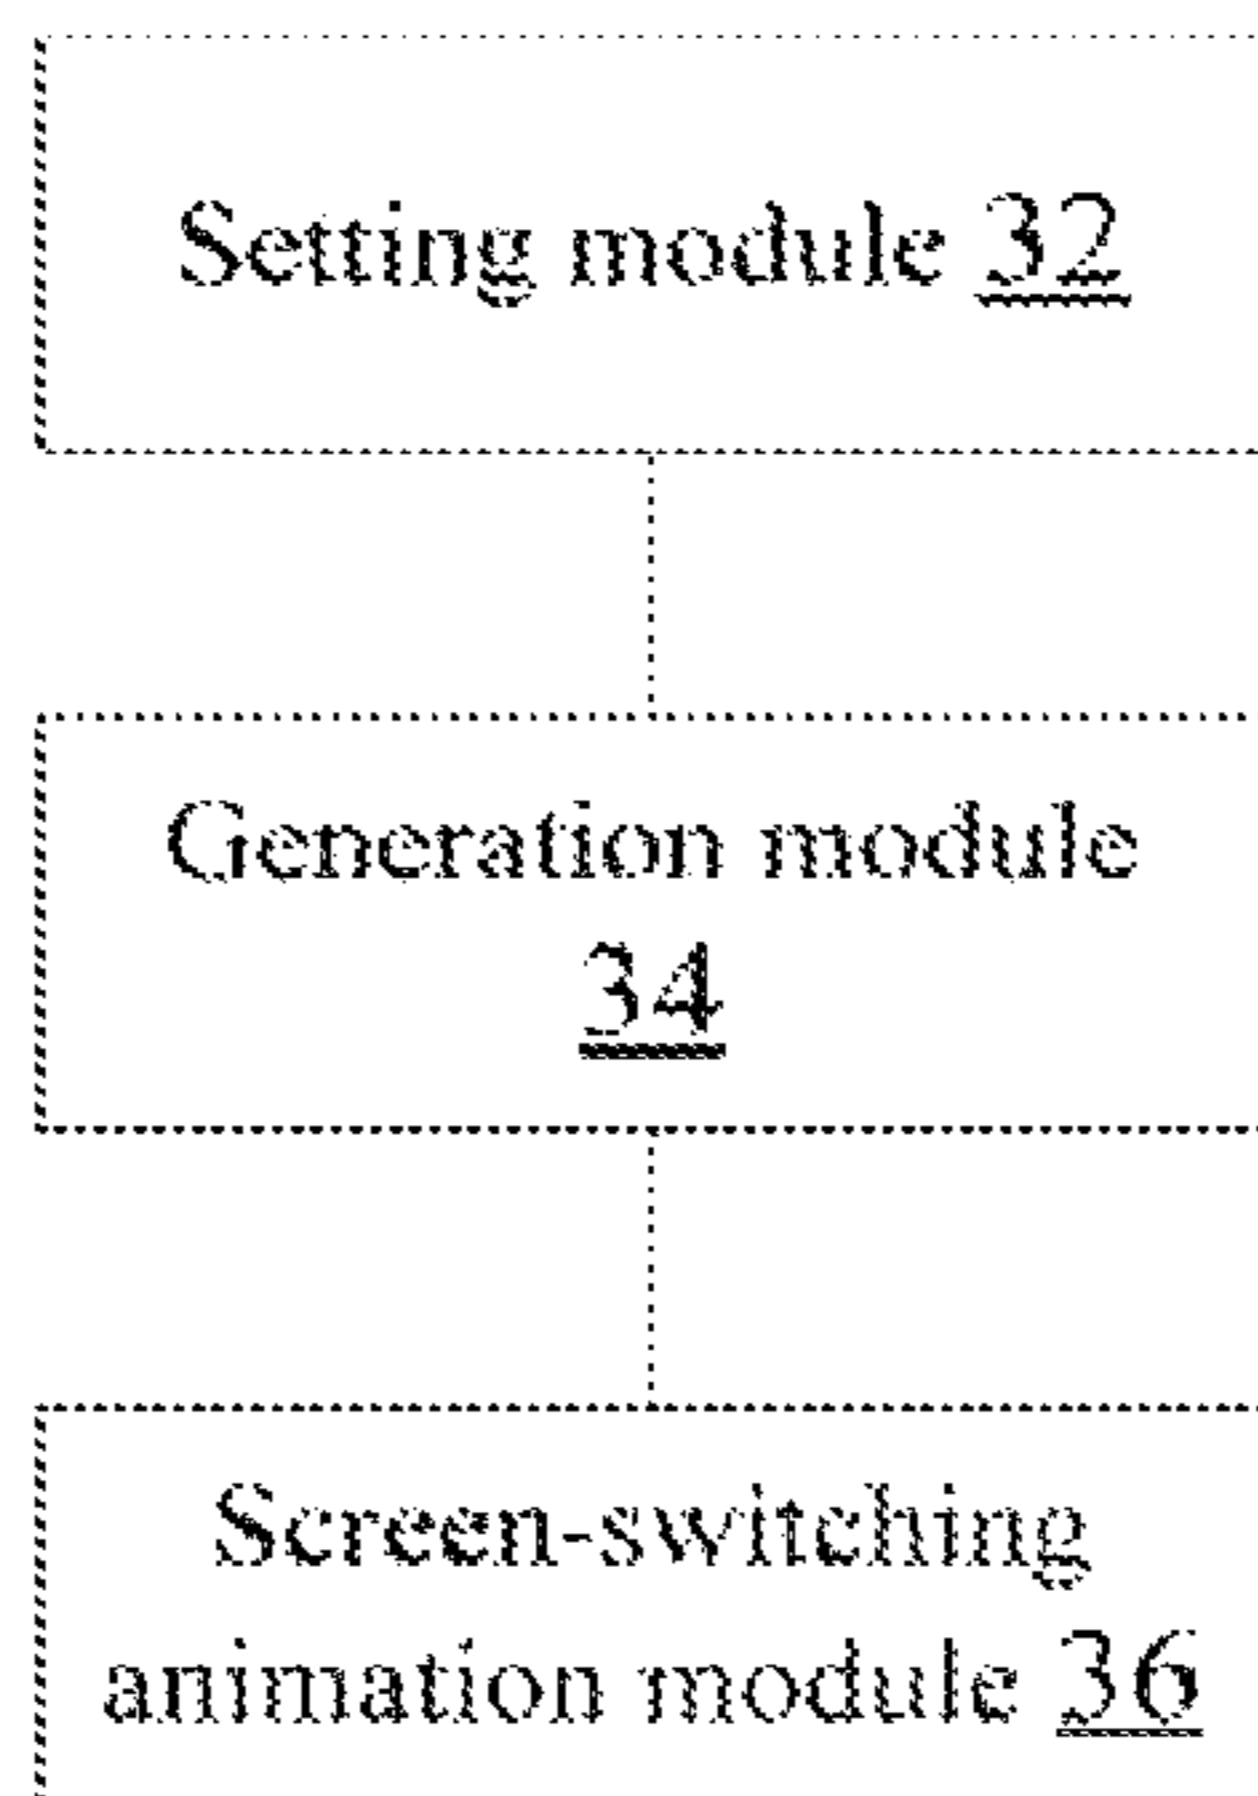 Setting module 32
Generation module
34
Screen-switching
animation module 36